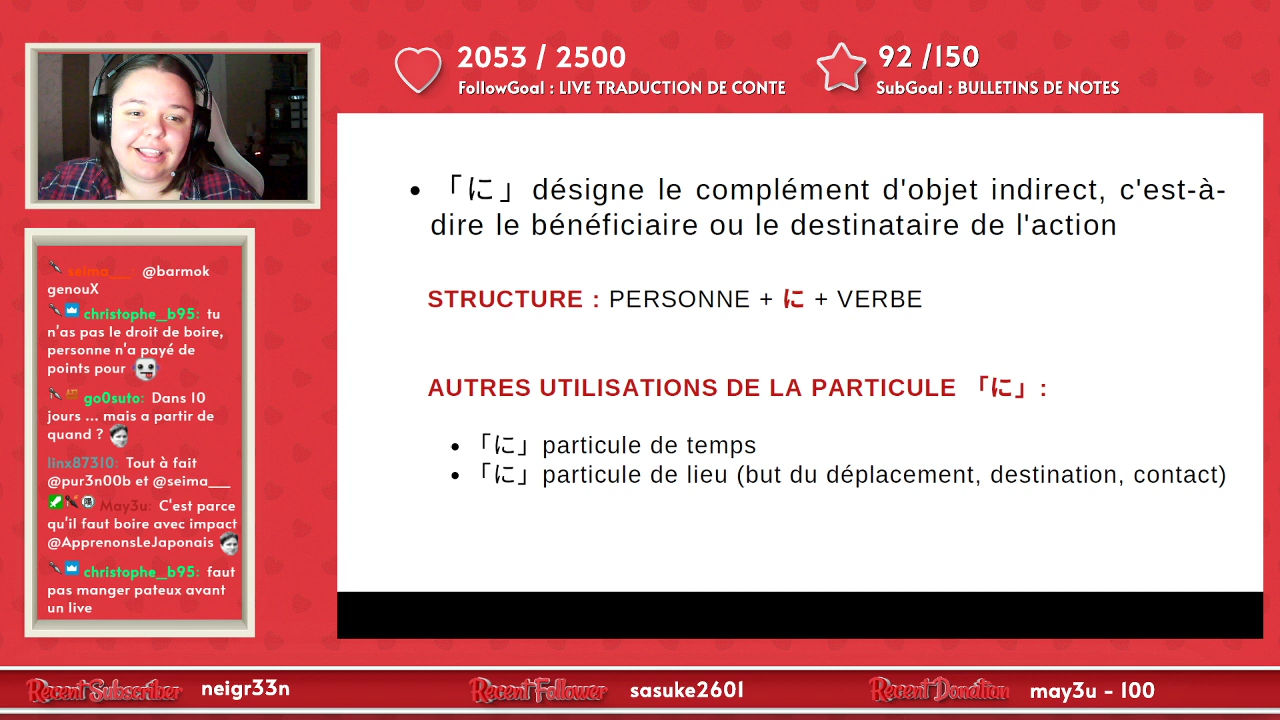 2053 / 2500
FollowGoal : LIVE TRADUCTION DE CONTE
92 /150
SubGoal : BULLETINS DE NOTES
• 「に」 désigne le complément d'objet indirect, c'est-à-
dire le bénéficiaire ou le destinataire de l'action
STRUCTURE : PERSONNE + に + VERBE
AUTRES UTILISATIONS DE LA PARTICULE 「に」:
• 「に」 particule de temps
• 「に」 particule de lieu (but du déplacement, destination, contact)
seima___ @barmok
genouX
christophe_b95: tu
n'as pas le droit de boire,
personne n'a payé de
points pour
go0suto: Dans 10
jours ... mais a partir de
quand ?
linx87310: Tout à fait
@pur3n00b et @seima___
May3u: C'est parce
qu'il faut boire avec impact
@ApprenonsLeJaponais
christophe_b95: faut
pas manger pateux avant
un live
Recent Subscriber neigr33n
Recent Follower sasuke2601
Recent Donation may3u - 100